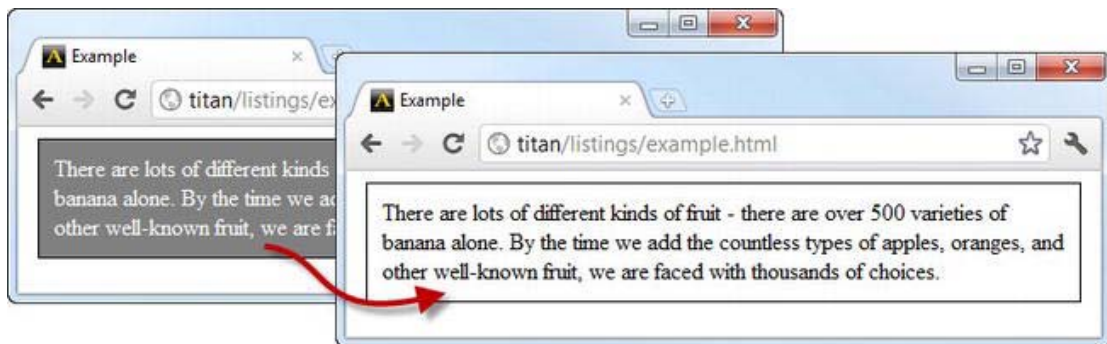 Example
titan/listings/ex
There are lots of different kinds
banana alone. By the time we
other well-known fruit, we are
Example
titan/listings/example.html
There are lots of different kinds of fruit - there are over 500 varieties of
banana alone. By the time we add the countless types of apples, oranges, and
other well-known fruit, we are faced with thousands of choices.